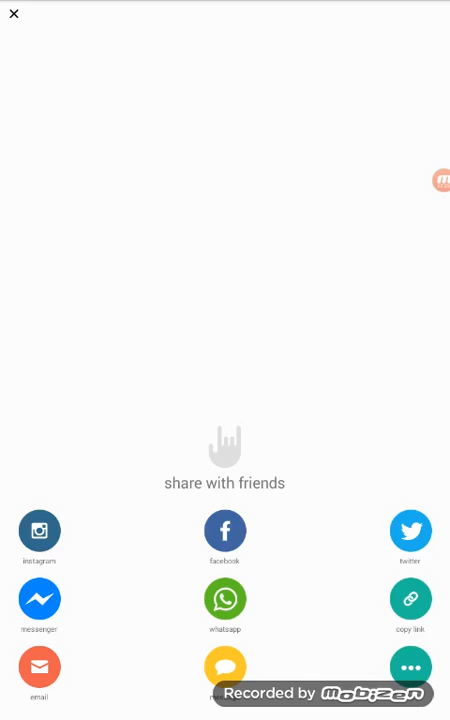 share with friends
instagram
facebook
twitter
messenger
whatsapp
copy link
email
Recorded by mobizen